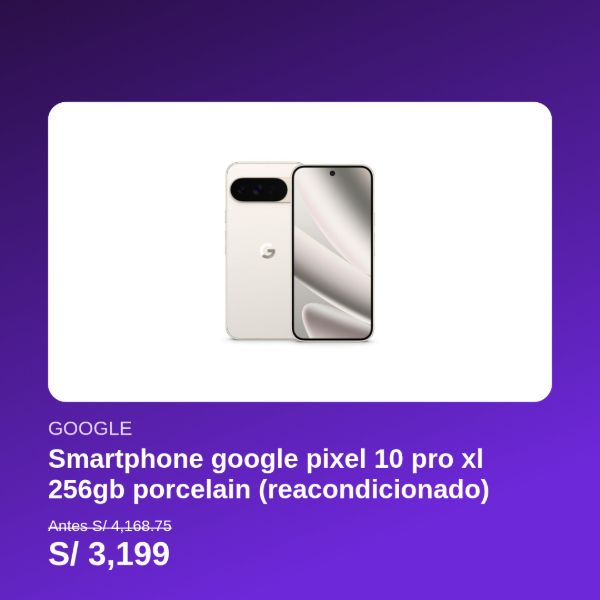 GOOGLE
Smartphone google pixel 10 pro xl
256gb porcelain (reacondicionado)
Antes S/ 4,168.75
S/ 3,199